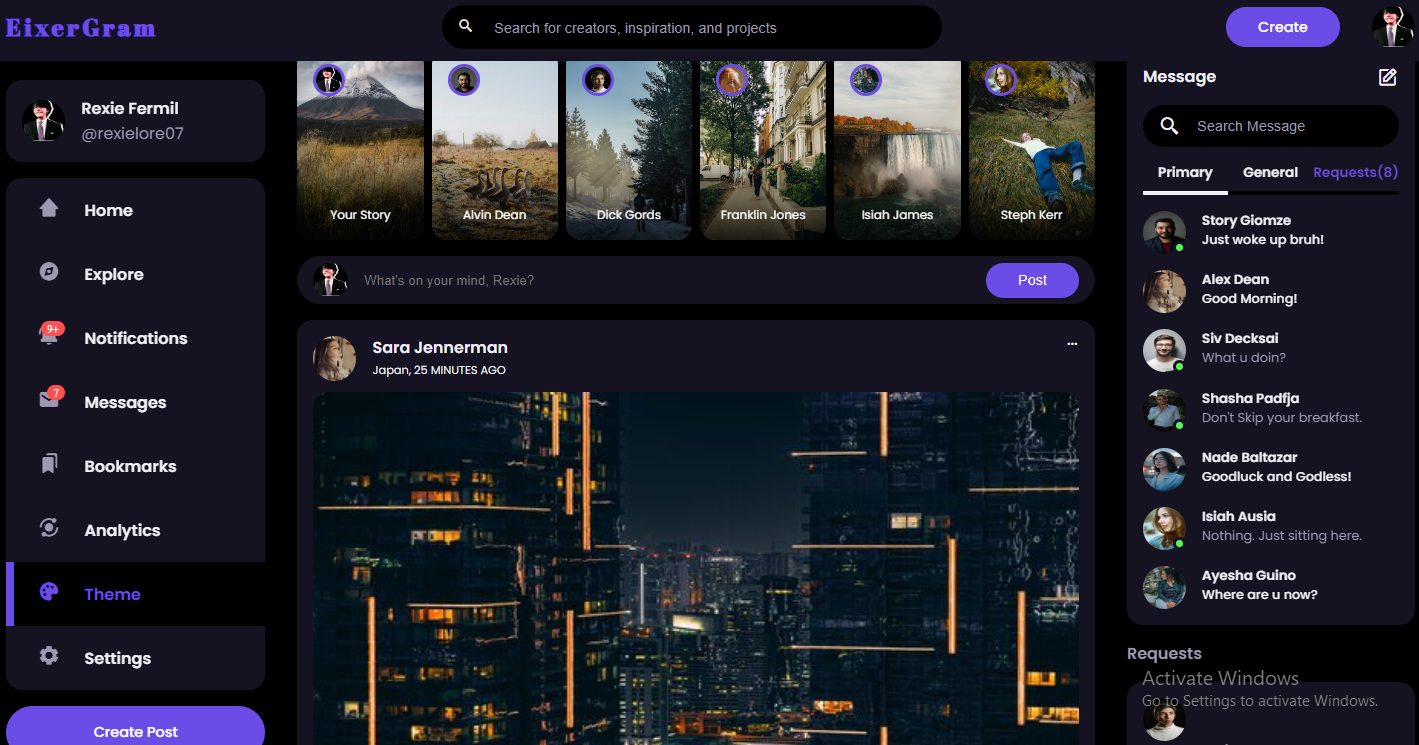 EixerGram
Search for creators, inspiration, and projects
Create
Rexie Fermil
@rexielore07
Home
Explore
9+
Notifications
7
Messages
Bookmarks
Analytics
Theme
Settings
Create Post
Your Story
Alvin Dean
Dick Gords
Franklin Jones
Isiah James
Steph Kerr
What's on your mind, Rexie?
Post
Sara Jennerman
Japan, 25 MINUTES AGO
Message
Search Message
Primary General Requests(8)
Story Giomze
Just woke up bruh!
Alex Dean
Good Morning!
Siv Decksai
What u doin?
Shasha Padfja
Don't Skip your breakfast.
Nade Baltazar
Goodluck and Godless!
Isiah Ausia
Nothing. Just sitting here.
Ayesha Guino
Where are u now?
Requests
Activate Windows
Go to Settings to activate Windows.